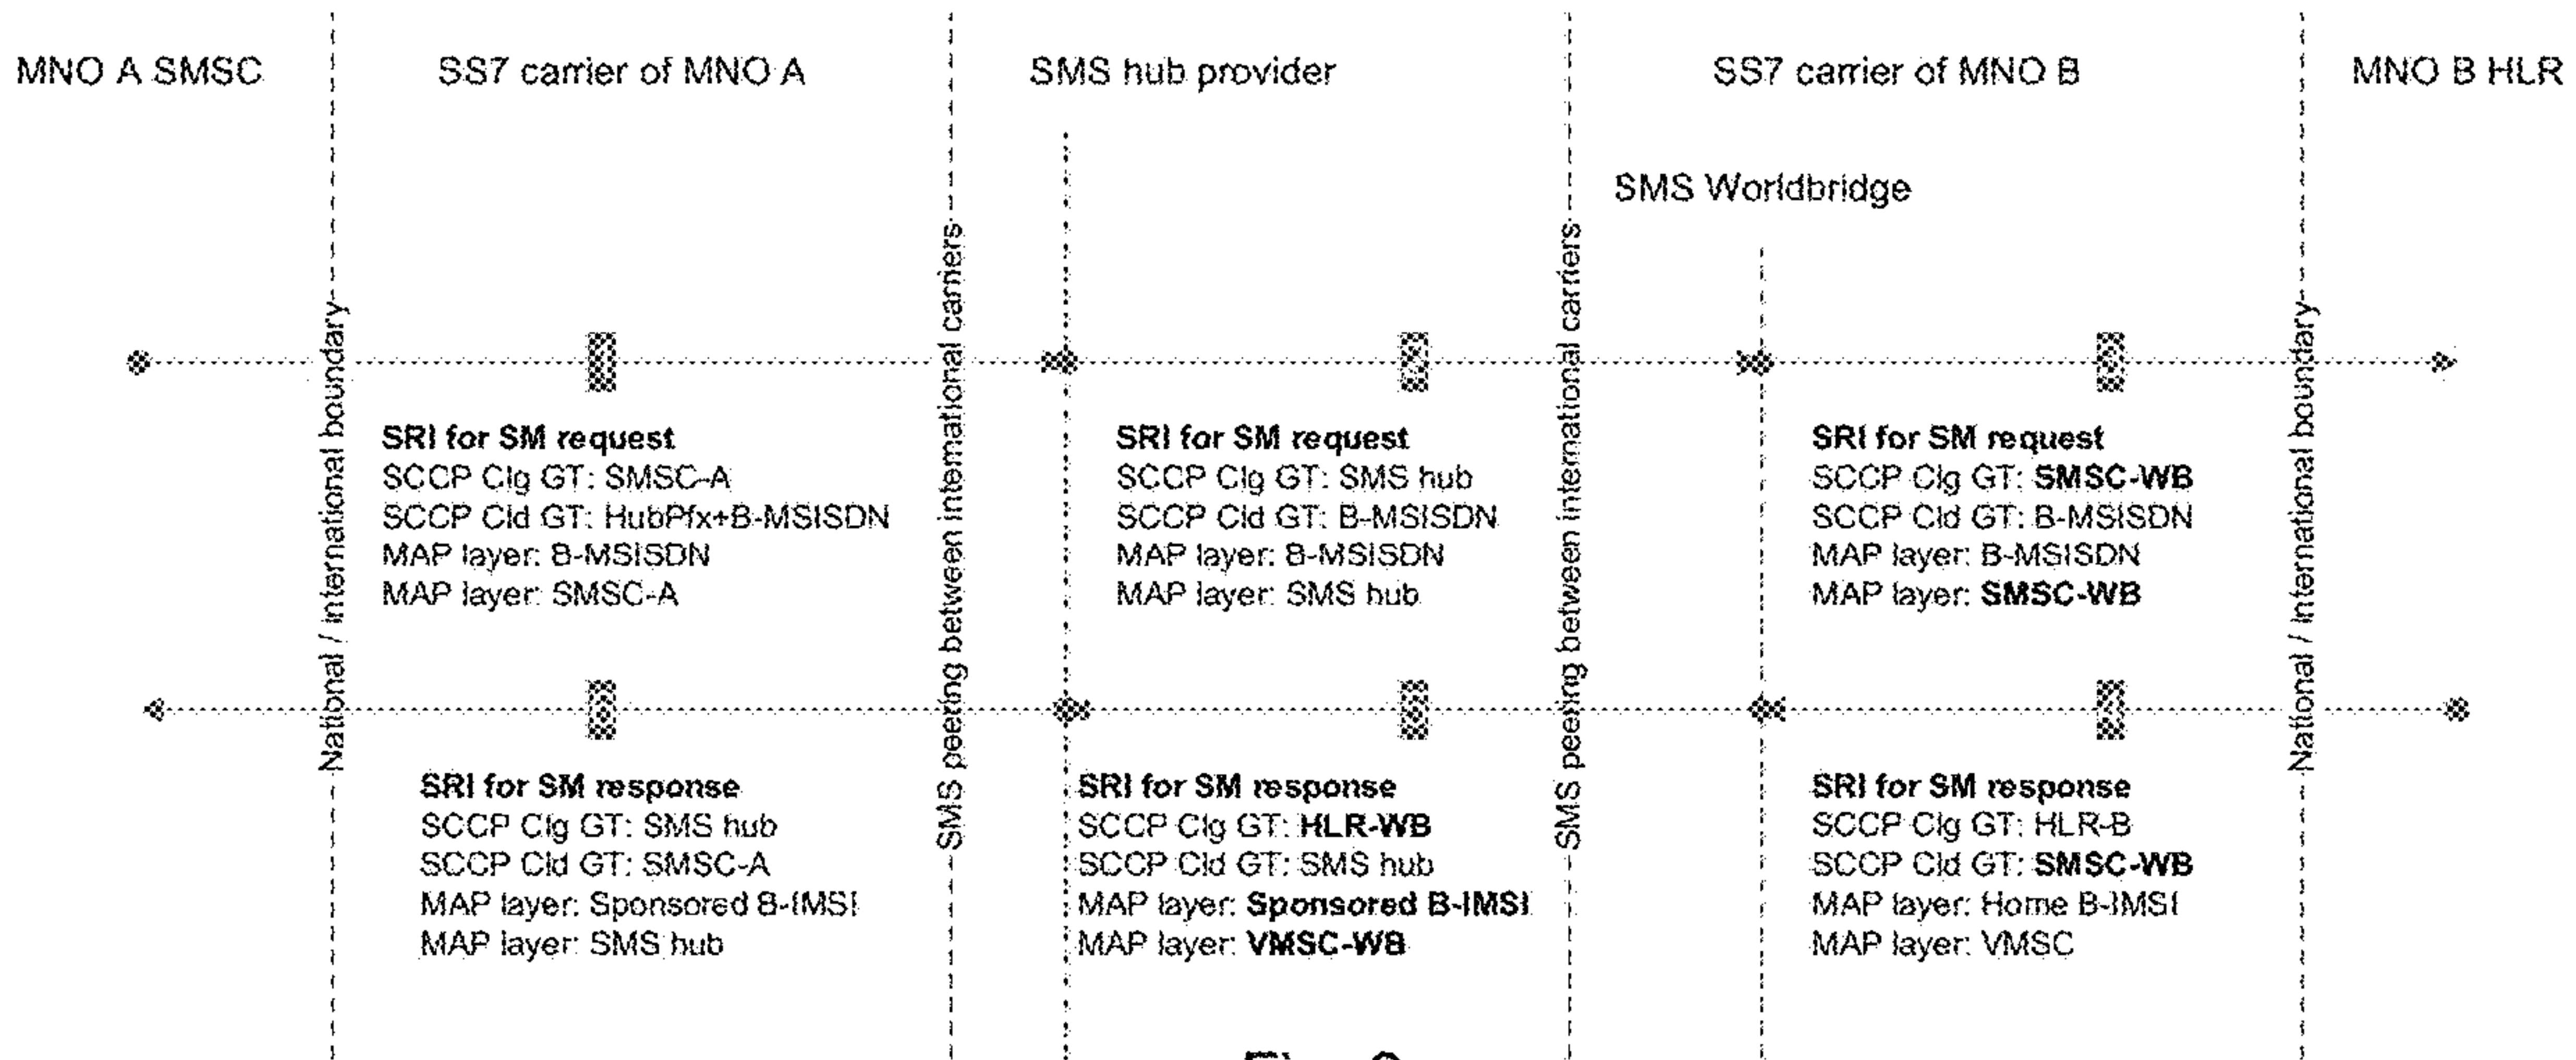 MNO A SMSC
SS7 carrier of MNO A
SMS hub provider
SS7 carrier of MNO B
MNO B HLR
SMS Worldbridge
National / international boundary
SMS peering between international carriers
SMS peering between international carriers
National / International boundary
SRI for SM request
SCCP Clg GT: SMSC-A
SCCP Cld GT: HubPfx+B-MSISDN
MAP layer: B-MSISDN
MAP layer: SMSC-A
SRI for SM request
SCCP Clg GT: SMS hub
SCCP Cld GT: B-MSISDN
MAP layer: B-MSISDN
MAP layer: SMS hub
SRI for SM request
SCCP Clg GT: SMSC-WB
SCCP Cld GT: B-MSISDN
MAP layer: B-MSISDN
MAP layer: SMSC-WB
SRI for SM response
SCCP Clg GT: SMS hub
SCCP Cld GT: SMSC-A
MAP layer: Sponsored B-IMSI
MAP layer: SMS hub
SRI for SM response
SCCP Clg GT: HLR-WB
SCCP Cld GT: SMS hub
MAP layer: Sponsored B-IMSI
MAP layer: VMSC-WB
SRI for SM response
SCCP Clg GT: HLR-B
SCCP Cld GT: SMSC-WB
MAP layer: Home B-IMSI
MAP layer: VMSC